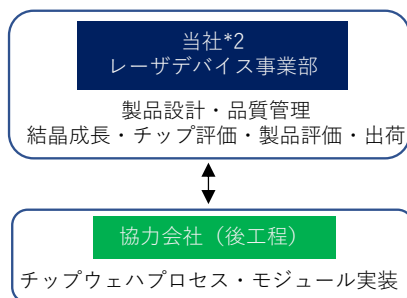 当社*2
レーザデバイス事業部
製品設計・品質管理
結晶成長・チップ評価・製品評価・出荷
協力会社（後工程）
チップウェハプロセス・モジュール実装